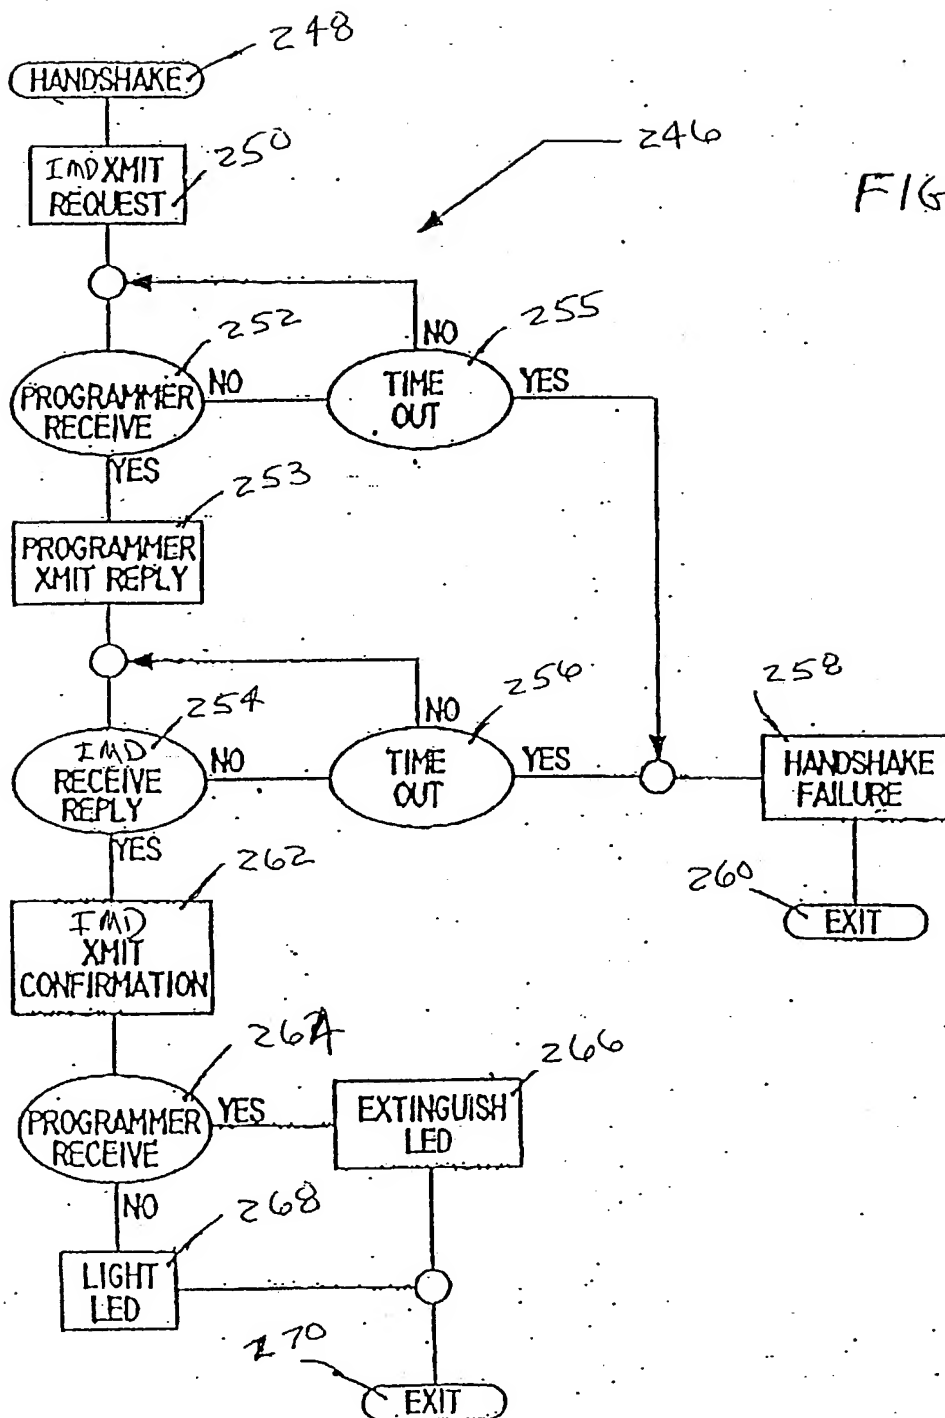 248
HANDSHAKE
246
250
IMD XMIT
REQUEST
FIG
252
NO
255
PROGRAMMER
RECEIVE
NO
TIME
OUT
YES
YES
253
PROGRAMMER
XMIT REPLY
254
NO
256
258
IMD
RECEIVE
REPLY
NO
TIME
OUT
YES
HANDSHAKE
FAILURE
YES
262
260
IMD
XMIT
CONFIRMATION
EXIT
264
266
PROGRAMMER
RECEIVE
YES
EXTINGUISH
LED
NO
268
LIGHT
LED
270
EXIT